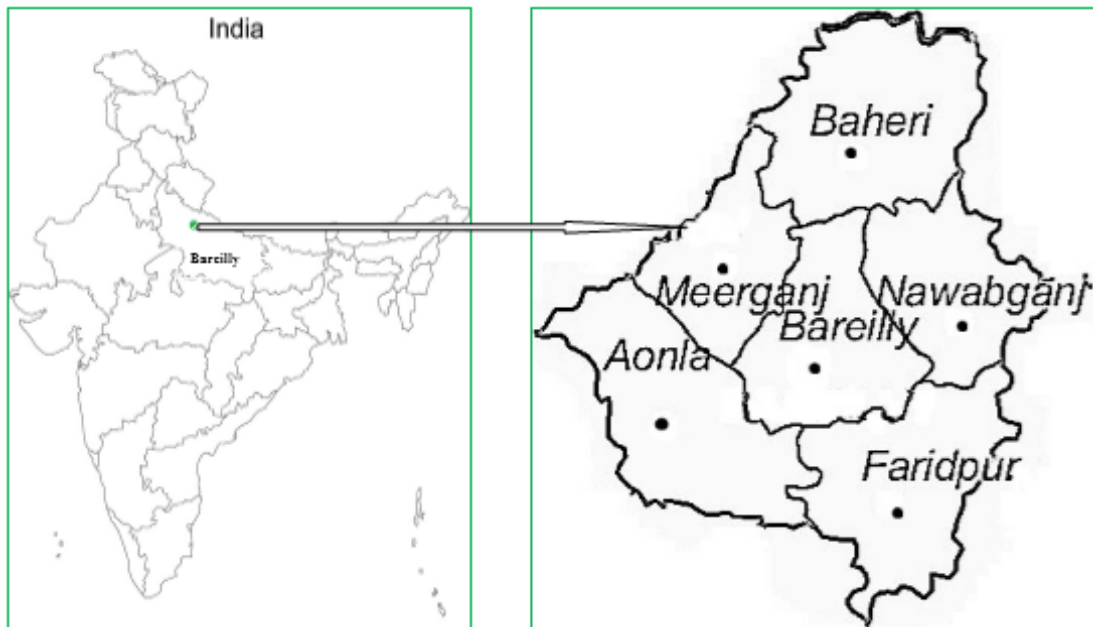 India
Bareilly
Baheri
Meerganj
Nawabganj
Bareilly
Aonla
Faridpur